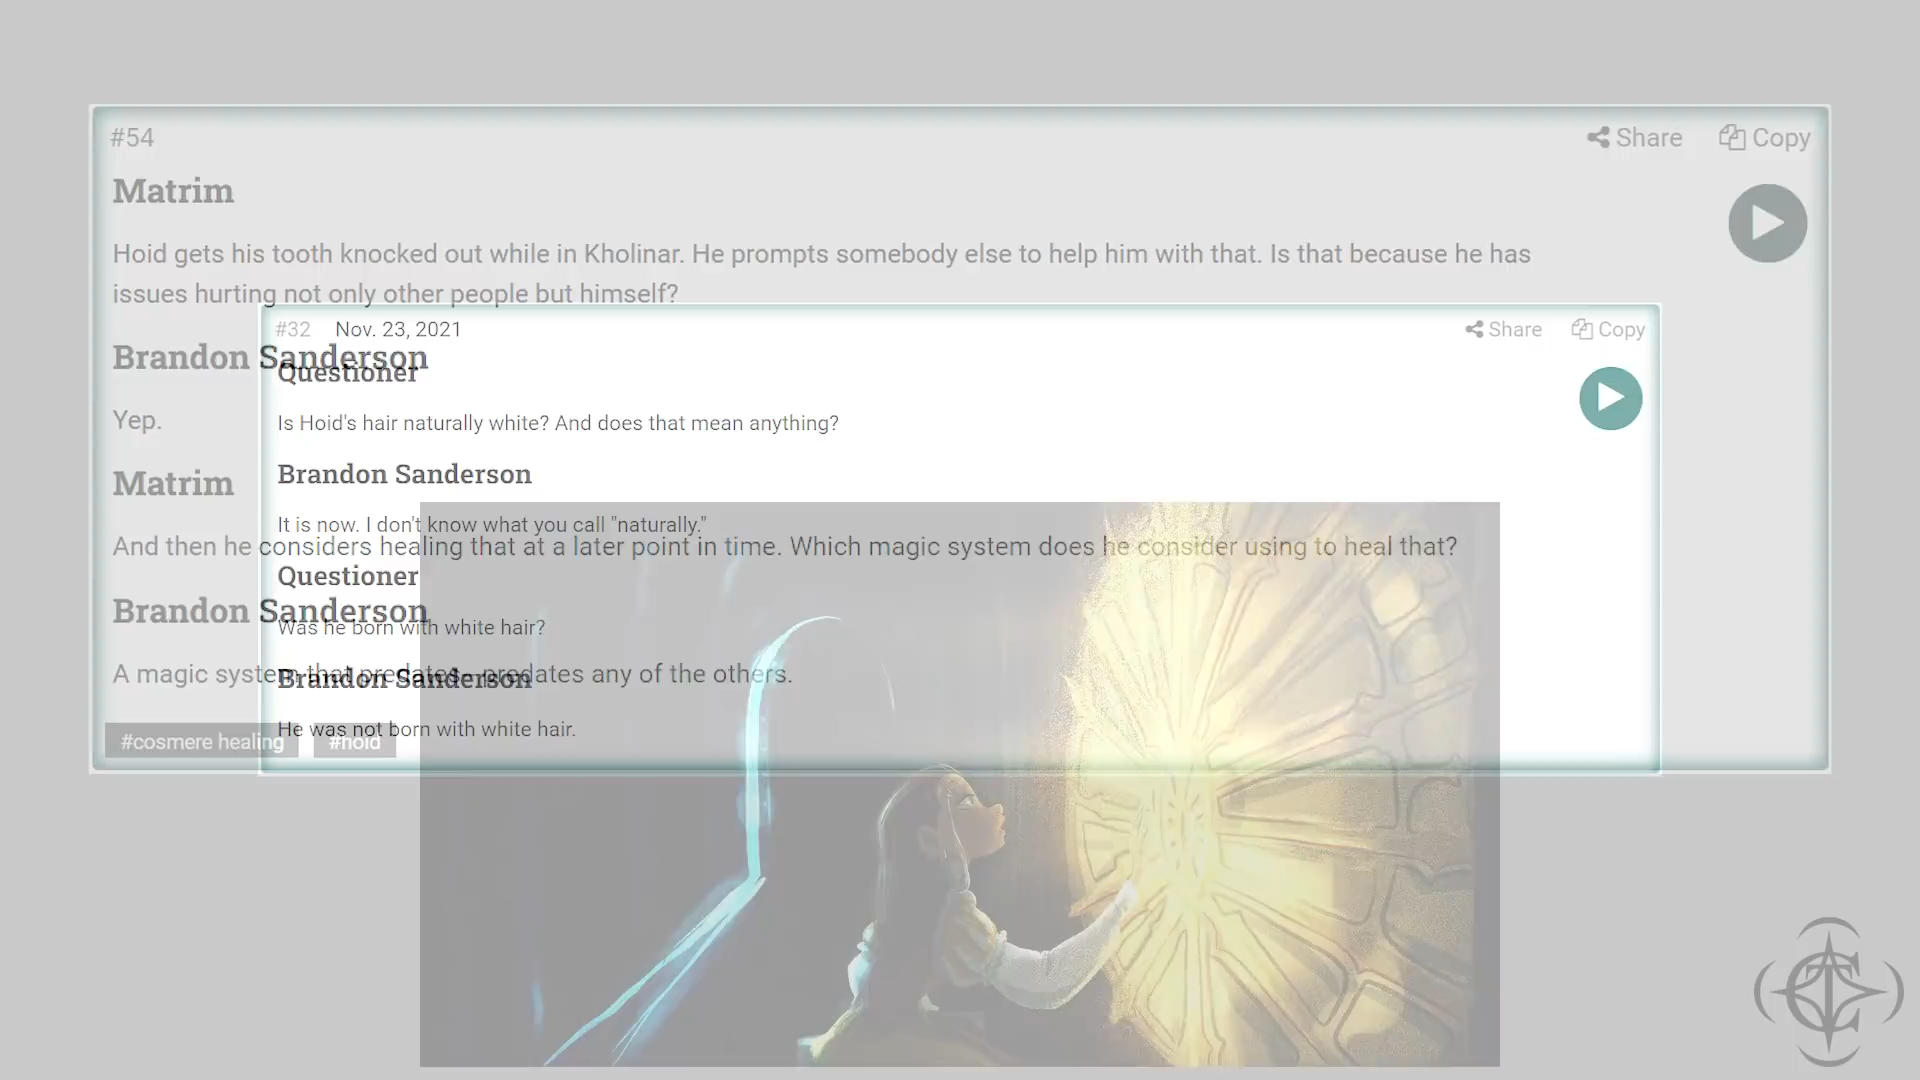 #54
Share
Copy
Matrim
Hoid gets his tooth knocked out while in Kholinar. He prompts somebody else to help him with that. Is that because he has
issues hurting not only other people but himself?
Brandon Sanderson
Yep.
Matrim
And then he considers healing that at a later point in time. Which magic system does he consider using to heal that?
Brandon Sanderson
A magic system that predates- predates any of the others.
#cosmere healing
#hoid
#32
Nov. 23, 2021
Share
Copy
Questioner
Is Hoid's hair naturally white? And does that mean anything?
Brandon Sanderson
It is now. I don't know what you call "naturally."
Questioner
Was he born with white hair?
Brandon Sanderson
He was not born with white hair.